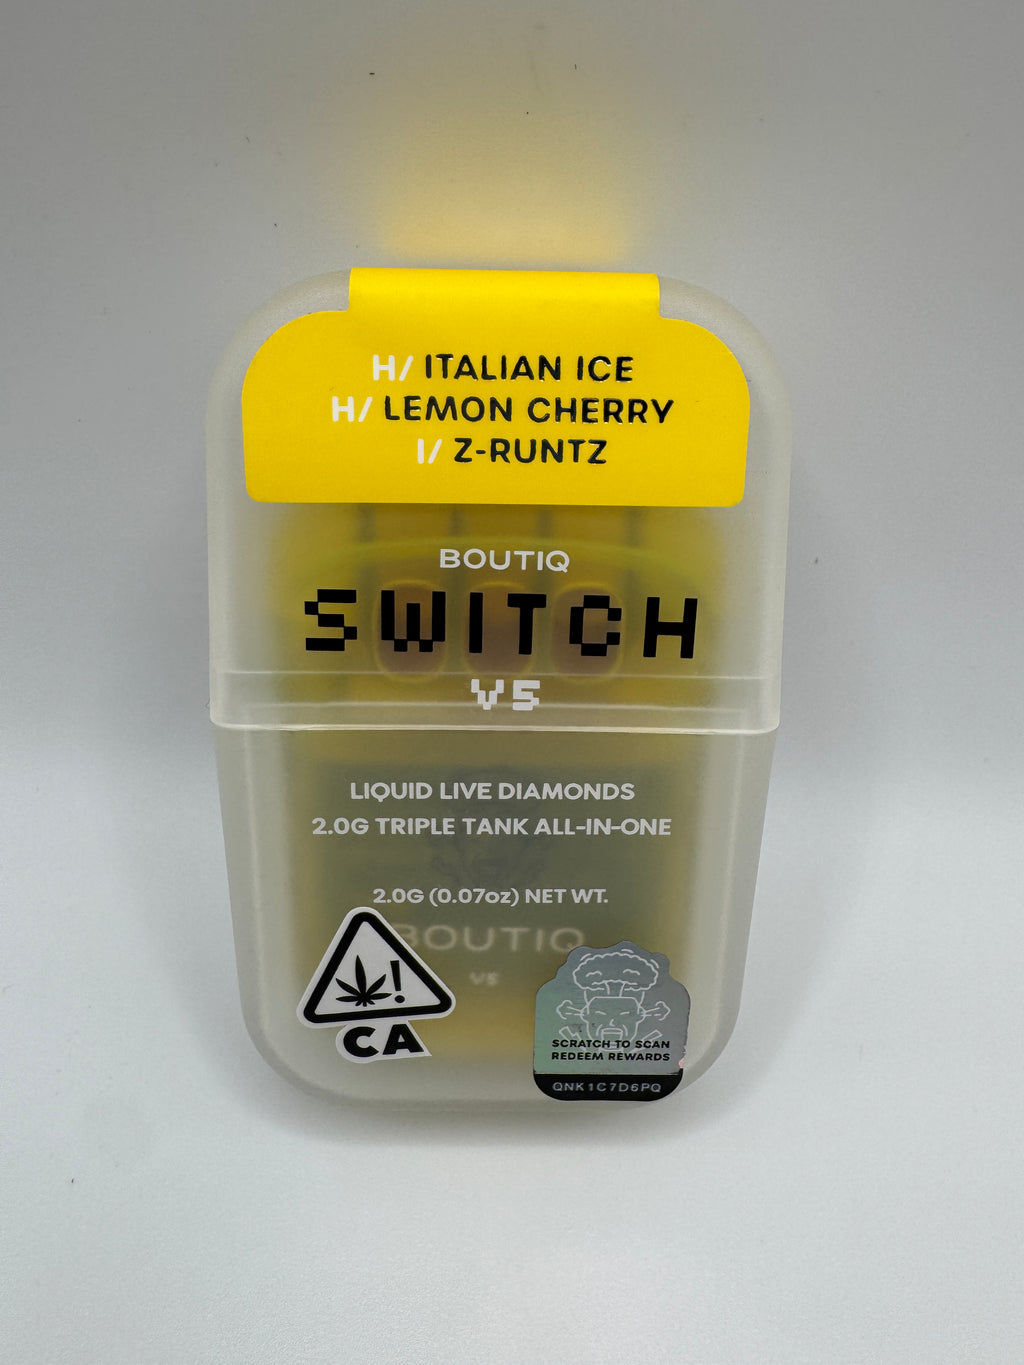 H/ ITALIAN ICE
H/ LEMON CHERRY
I/ Z-RUNTZ
BOUTIQ
SWITCH
V5
LIQUID LIVE DIAMONDS
2.0G TRIPLE TANK ALL-IN-ONE
2.0G (0.07oz) NET WT.
BOUTIQ
V5
!
CA
SCRATCH TO SCAN
REDEEM REWARDS
QNK1C7D6PQ